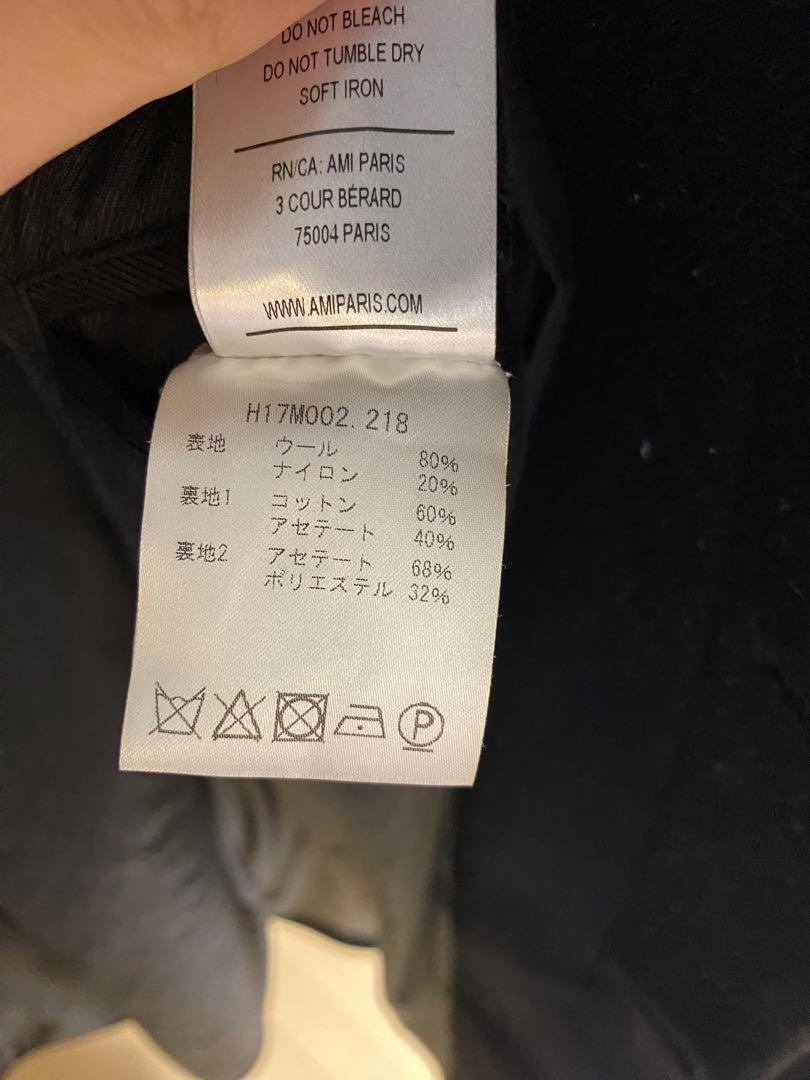 DO NOT BLEACH
DO NOT TUMBLE DRY
SOFT IRON
RN/CA: AMI PARIS
3 COUR BÉRARD
75004 PARIS
WWW.AMIPARIS.COM
H17M002.218
表地 ウール 80%
ナイロン 20%
裏地1 コットン 60%
アセテート 40%
裏地2 アセテート 68%
ポリエステル 32%
P